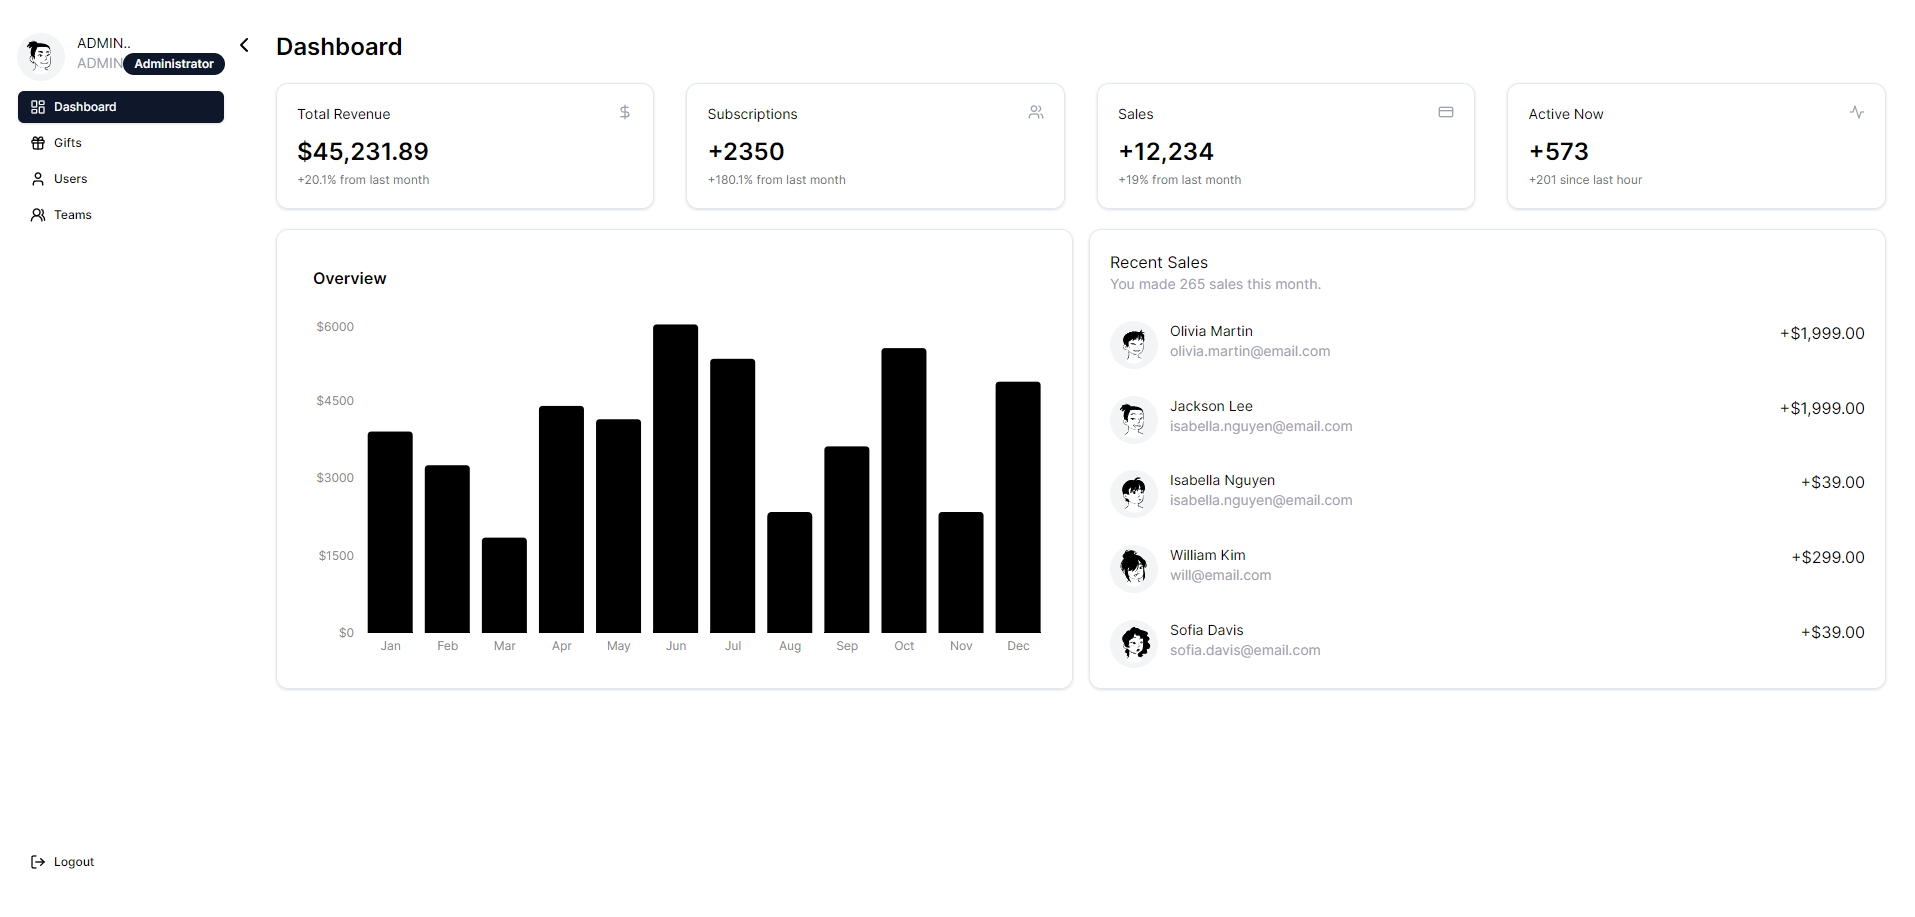 ADMIN..
ADMIN
Administrator
Dashboard
Gifts
Users
Teams
Logout
Dashboard
Total Revenue
$45,231.89
+20.1% from last month
Subscriptions
+2350
+180.1% from last month
Sales
+12,234
+19% from last month
Active Now
+573
+201 since last hour
Overview
$6000
$4500
$3000
$1500
$0
Jan Feb Mar Apr May Jun Jul Aug Sep Oct Nov Dec
Recent Sales
You made 265 sales this month.
Olivia Martin
olivia.martin@email.com
+$1,999.00
Jackson Lee
isabella.nguyen@email.com
+$1,999.00
Isabella Nguyen
isabella.nguyen@email.com
+$39.00
William Kim
will@email.com
+$299.00
Sofia Davis
sofia.davis@email.com
+$39.00